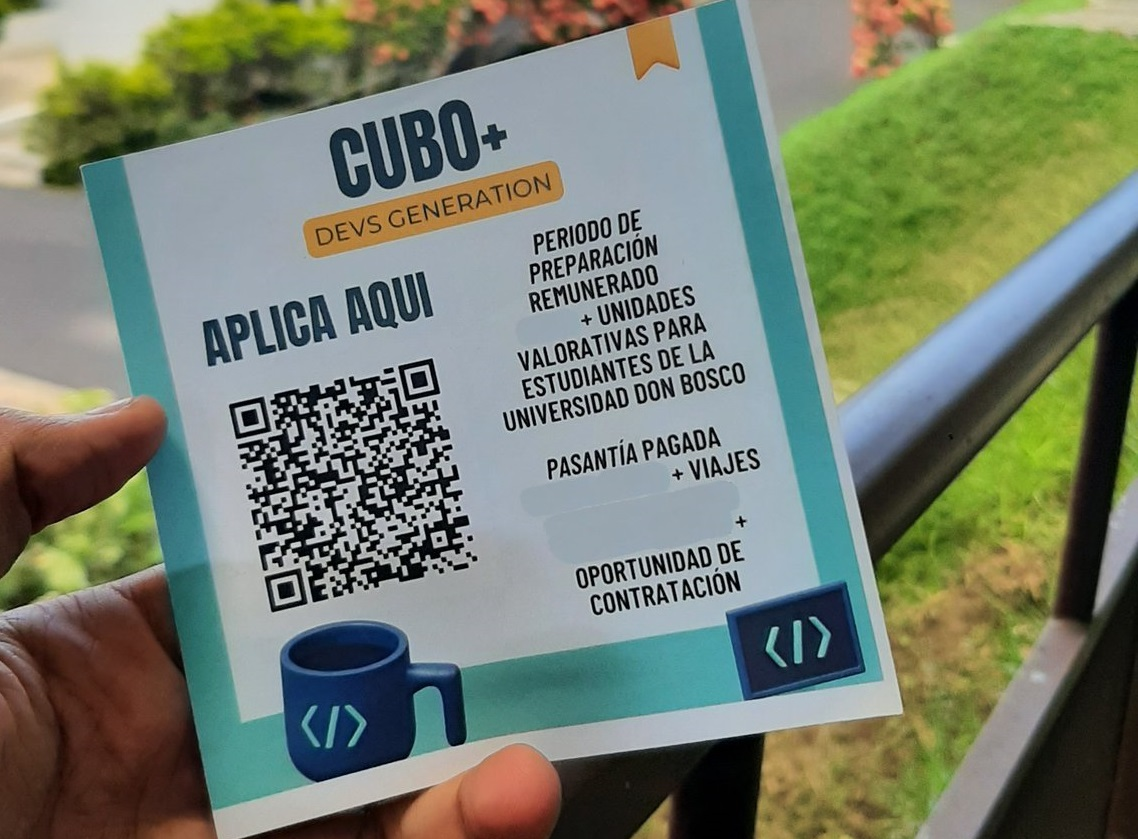 CUBO+
DEVS GENERATION
APLICA AQUI
PERIODO DE
PREPARACIÓN
REMUNERADO
+ UNIDADES
VALORATIVAS PARA
ESTUDIANTES DE LA
UNIVERSIDAD DON BOSCO
PASANTÍA PAGADA
+ VIAJES
+
OPORTUNIDAD DE
CONTRATACIÓN
</>
</>